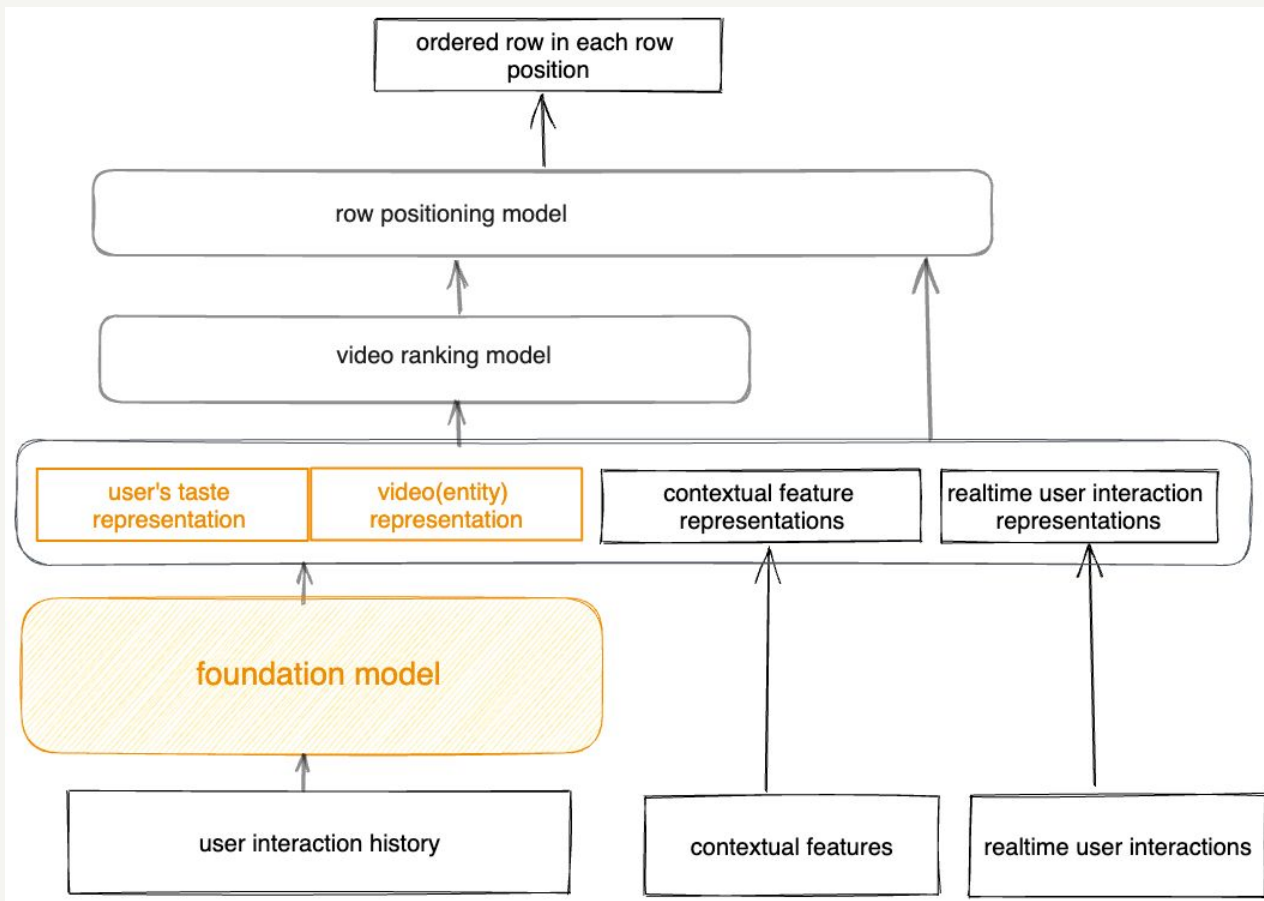 ordered row in each row
position
row positioning model
video ranking model
user's taste
representation
video(entity)
representation
contextual feature
representations
realtime user interaction
representations
foundation model
user interaction history
contextual features
realtime user interactions